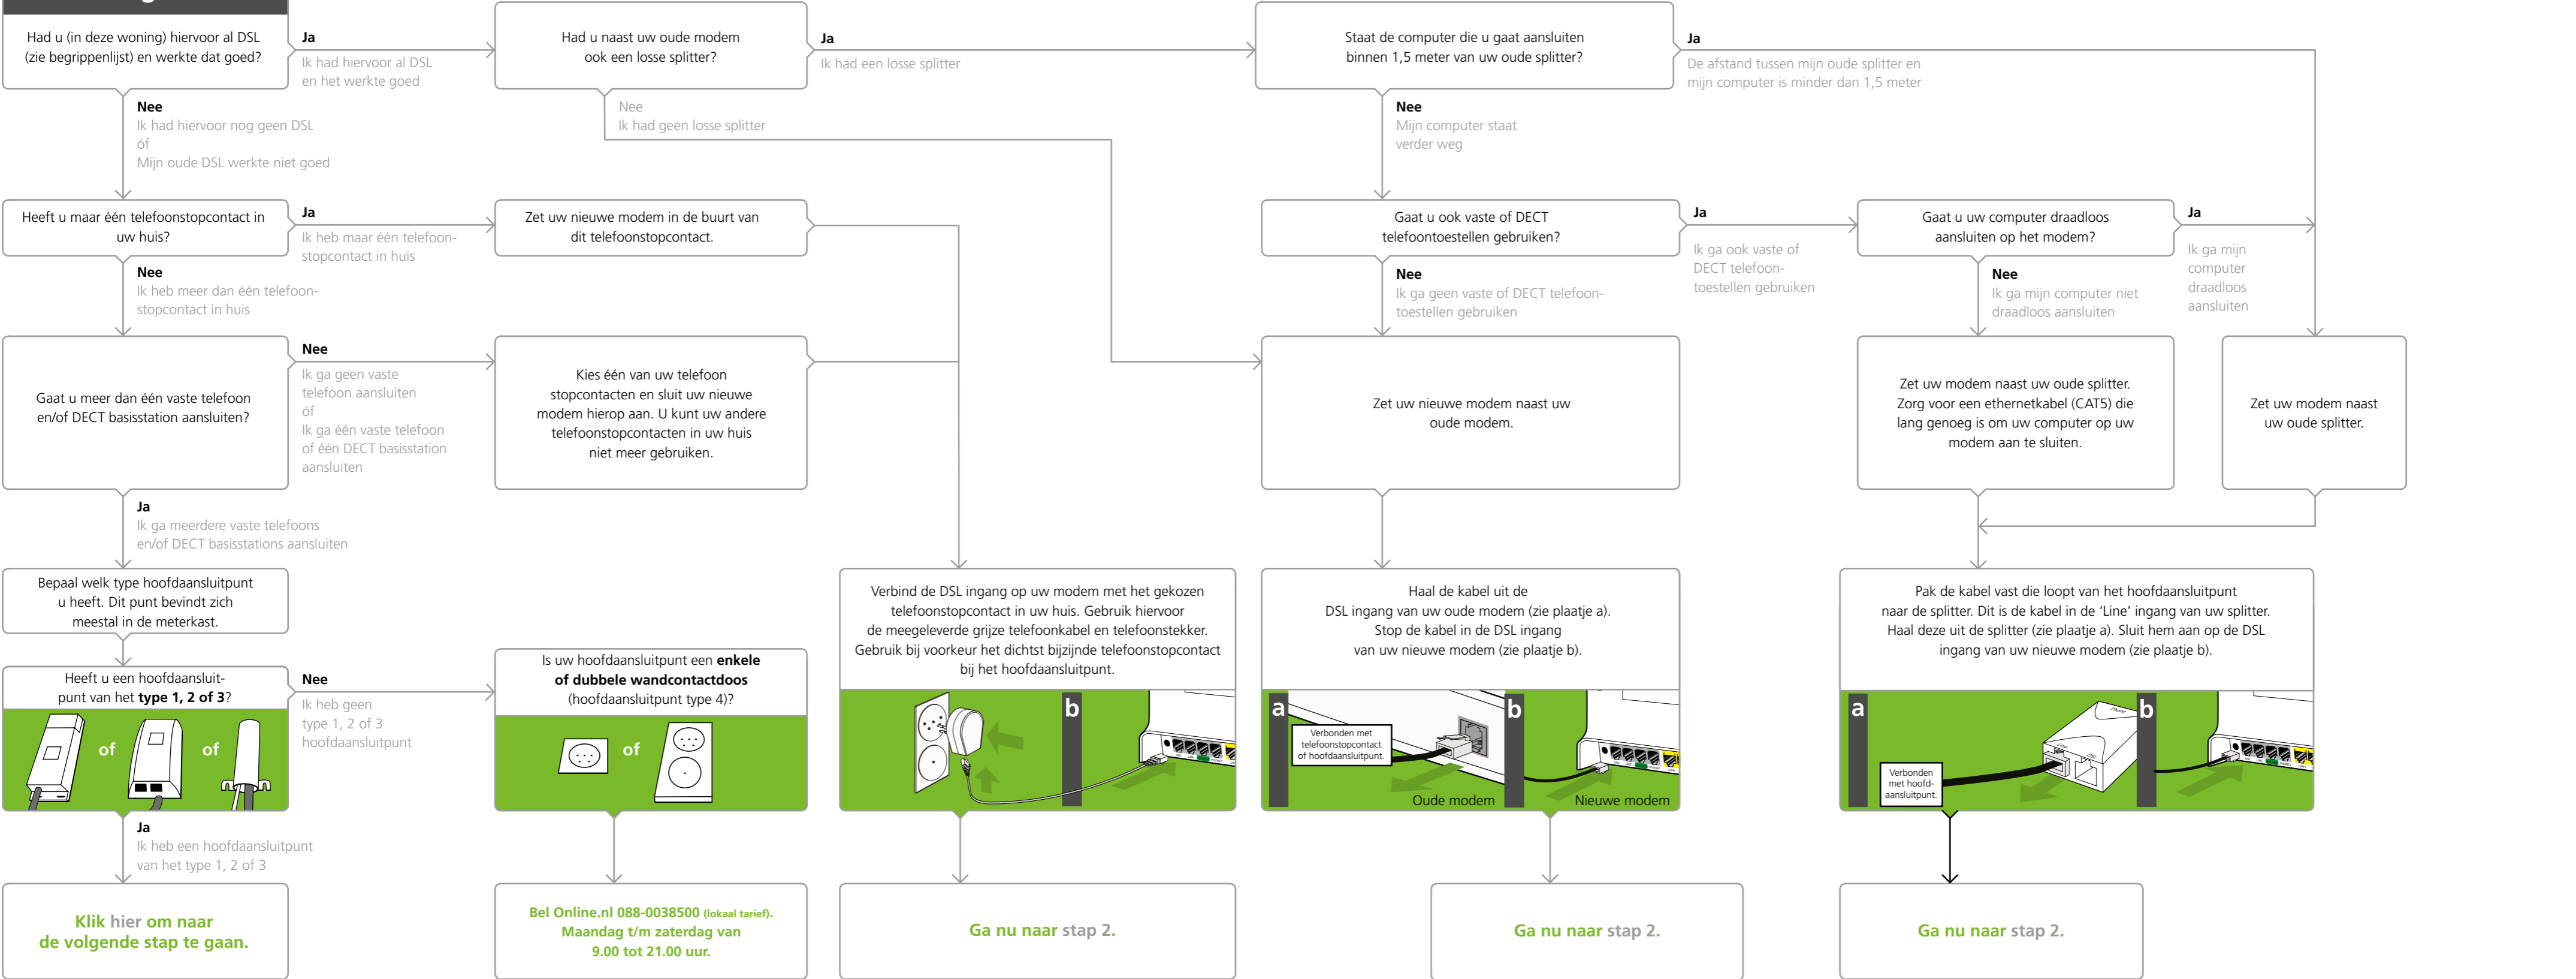 Had u (in deze woning) hiervoor al DSL
(zie begrippenlijst) en werkte dat goed?
Ja
Ik had hiervoor al DSL
en het werkte goed
Had u naast uw oude modem
ook een losse splitter?
Ja
Ik had een losse splitter
Staat de computer die u gaat aansluiten
binnen 1,5 meter van uw oude splitter?
Ja
De afstand tussen mijn oude splitter en
mijn computer is minder dan 1,5 meter
Nee
Ik had hiervoor nog geen DSL
óf
Mijn oude DSL werkte niet goed
Nee
Ik had geen losse splitter
Nee
Mijn computer staat
verder weg
Heeft u maar één telefoonstopcontact in
uw huis?
Ja
Ik heb maar één telefoon-
stopcontact in huis
Zet uw nieuwe modem in de buurt van
dit telefoonstopcontact.
Gaat u ook vaste of DECT
telefoontoestellen gebruiken?
Ja
Ik ga ook vaste of
DECT telefoon-
toestellen gebruiken
Gaat u uw computer draadloos
aansluiten op het modem?
Ja
Ik ga mijn
computer
draadloos
aansluiten
Nee
Ik heb meer dan één telefoon-
stopcontact in huis
Nee
Ik ga geen vaste of DECT telefoon-
toestellen gebruiken
Nee
Ik ga mijn computer niet
draadloos aansluiten
Gaat u meer dan één vaste telefoon
en/of DECT basisstation aansluiten?
Nee
Ik ga geen vaste
telefoon aansluiten
óf
Ik ga één vaste telefoon
of één DECT basisstation
aansluiten
Kies één van uw telefoon
stopcontacten en sluit uw nieuwe
modem hierop aan. U kunt uw andere
telefoonstopcontacten in uw huis
niet meer gebruiken.
Zet uw nieuwe modem naast uw
oude modem.
Zet uw modem naast uw oude splitter.
Zorg voor een ethernetkabel (CAT5) die
lang genoeg is om uw computer op uw
modem aan te sluiten.
Zet uw modem naast
uw oude splitter.
Ja
Ik ga meerdere vaste telefoons
en/of DECT basisstations aansluiten
Bepaal welk type hoofdaansluitpunt
u heeft. Dit punt bevindt zich
meestal in de meterkast.
Heeft u een hoofdaansluit-
punt van het type 1, 2 of 3?
of
of
Nee
Ik heb geen
type 1, 2 of 3
hoofdaansluitpunt
Is uw hoofdaansluitpunt een enkele
of dubbele wandcontactdoos
(hoofdaansluitpunt type 4)?
of
Verbind de DSL ingang op uw modem met het gekozen
telefoonstopcontact in uw huis. Gebruik hiervoor
de meegeleverde grijze telefoonkabel en telefoonstekker.
Gebruik bij voorkeur het dichtst bijzijnde telefoonstopcontact
bij het hoofdaansluitpunt.
b
Haal de kabel uit de
DSL ingang van uw oude modem (zie plaatje a).
Stop de kabel in de DSL ingang
van uw nieuwe modem (zie plaatje b).
a
Verbonden met
telefoonstopcontact
of hoofdaansluitpunt.
Oude modem
b
Nieuwe modem
Pak de kabel vast die loopt van het hoofdaansluitpunt
naar de splitter. Dit is de kabel in de ‘Line’ ingang van uw splitter.
Haal deze uit de splitter (zie plaatje a). Sluit hem aan op de DSL
ingang van uw nieuwe modem (zie plaatje b).
a
Verbonden
met hoofd-
aansluitpunt.
Phone
Line
DSL
b
Ja
Ik heb een hoofdaansluitpunt
van het type 1, 2 of 3
Klik hier om naar
de volgende stap te gaan.
Bel Online.nl 088-0038500 (lokaal tarief).
Maandag t/m zaterdag van
9.00 tot 21.00 uur.
Ga nu naar stap 2.
Ga nu naar stap 2.
Ga nu naar stap 2.